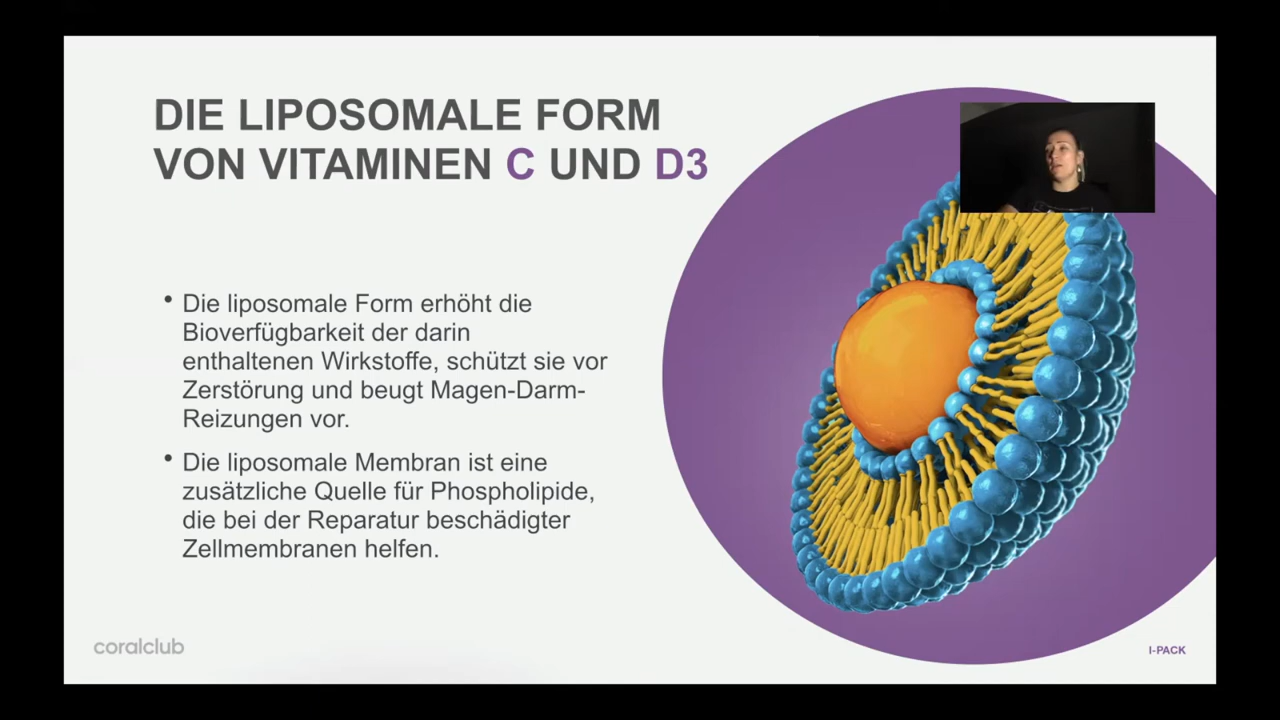 DIE LIPOSOMALE FORM
VON VITAMINEN C UND D3
• Die liposomale Form erhöht die
Bioverfügbarkeit der darin
enthaltenen Wirkstoffe, schützt sie vor
Zerstörung und beugt Magen-Darm-
Reizungen vor.
• Die liposomale Membran ist eine
zusätzliche Quelle für Phospholipide,
die bei der Reparatur beschädigter
Zellmembranen helfen.
coralclub
I-PACK